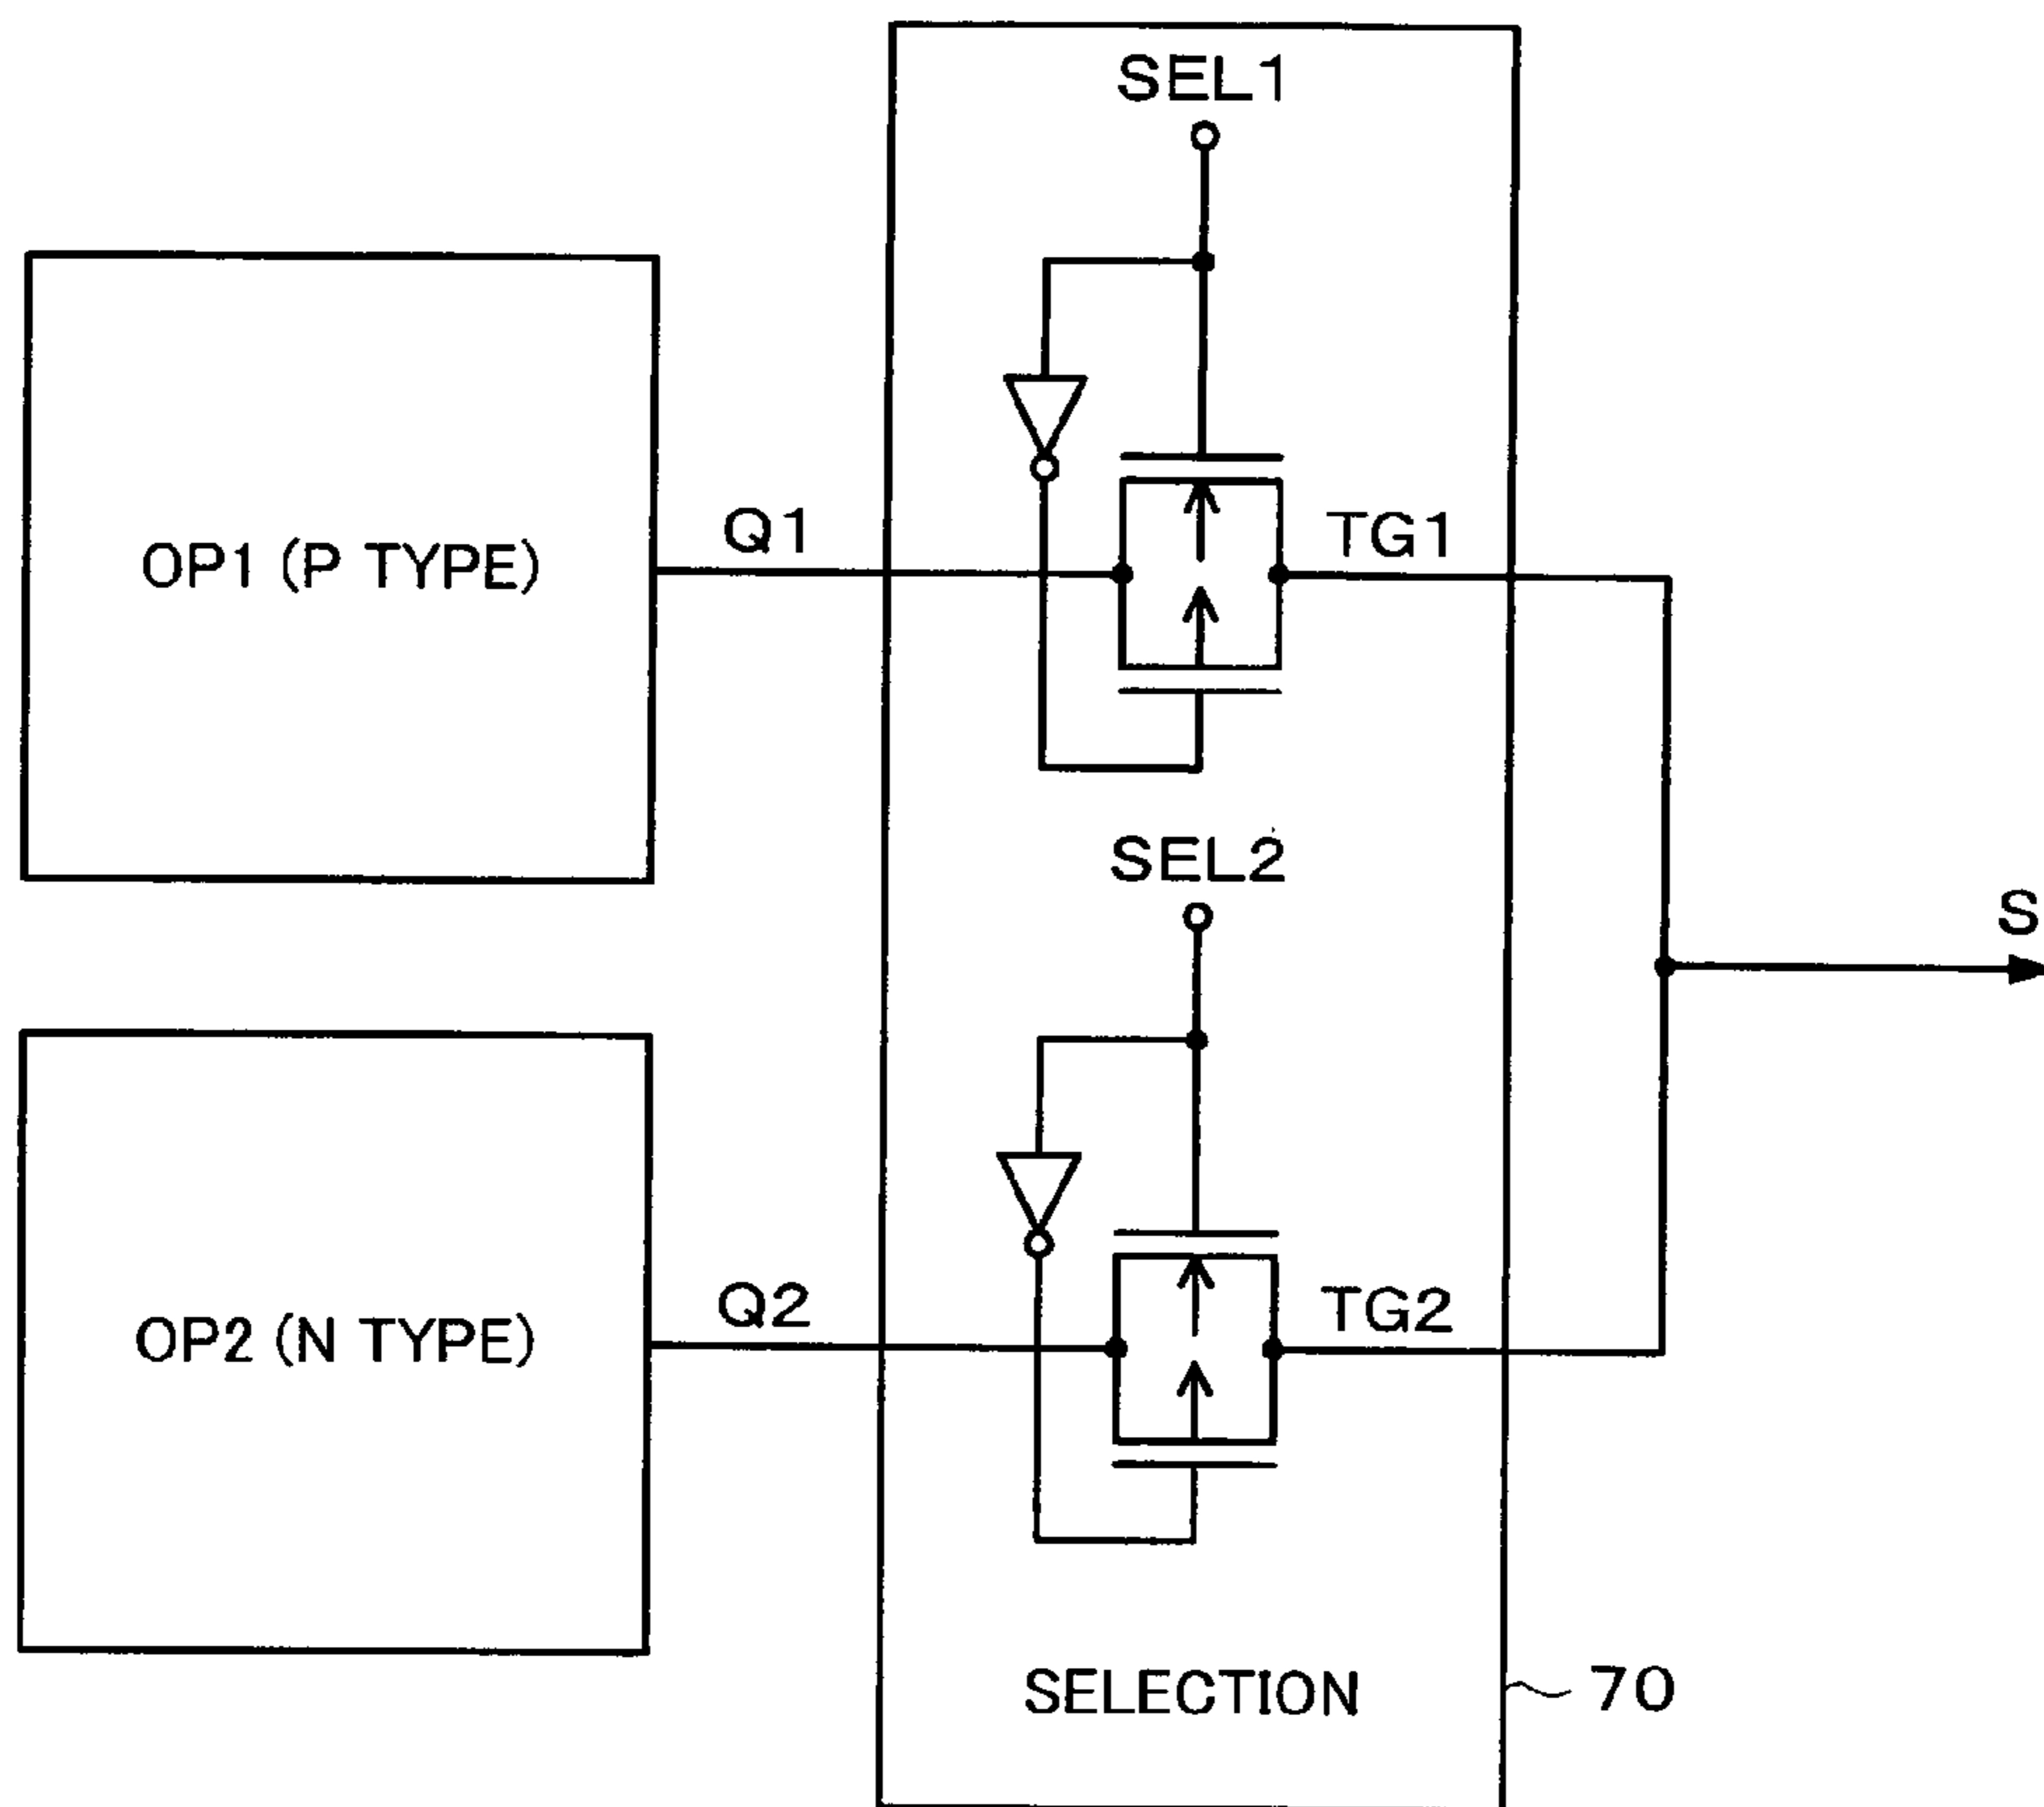 SEL1
Q1
TG1
OP1 (P TYPE)
SEL2
S
Q2
TG2
OP2 (N TYPE)
SELECTION
70